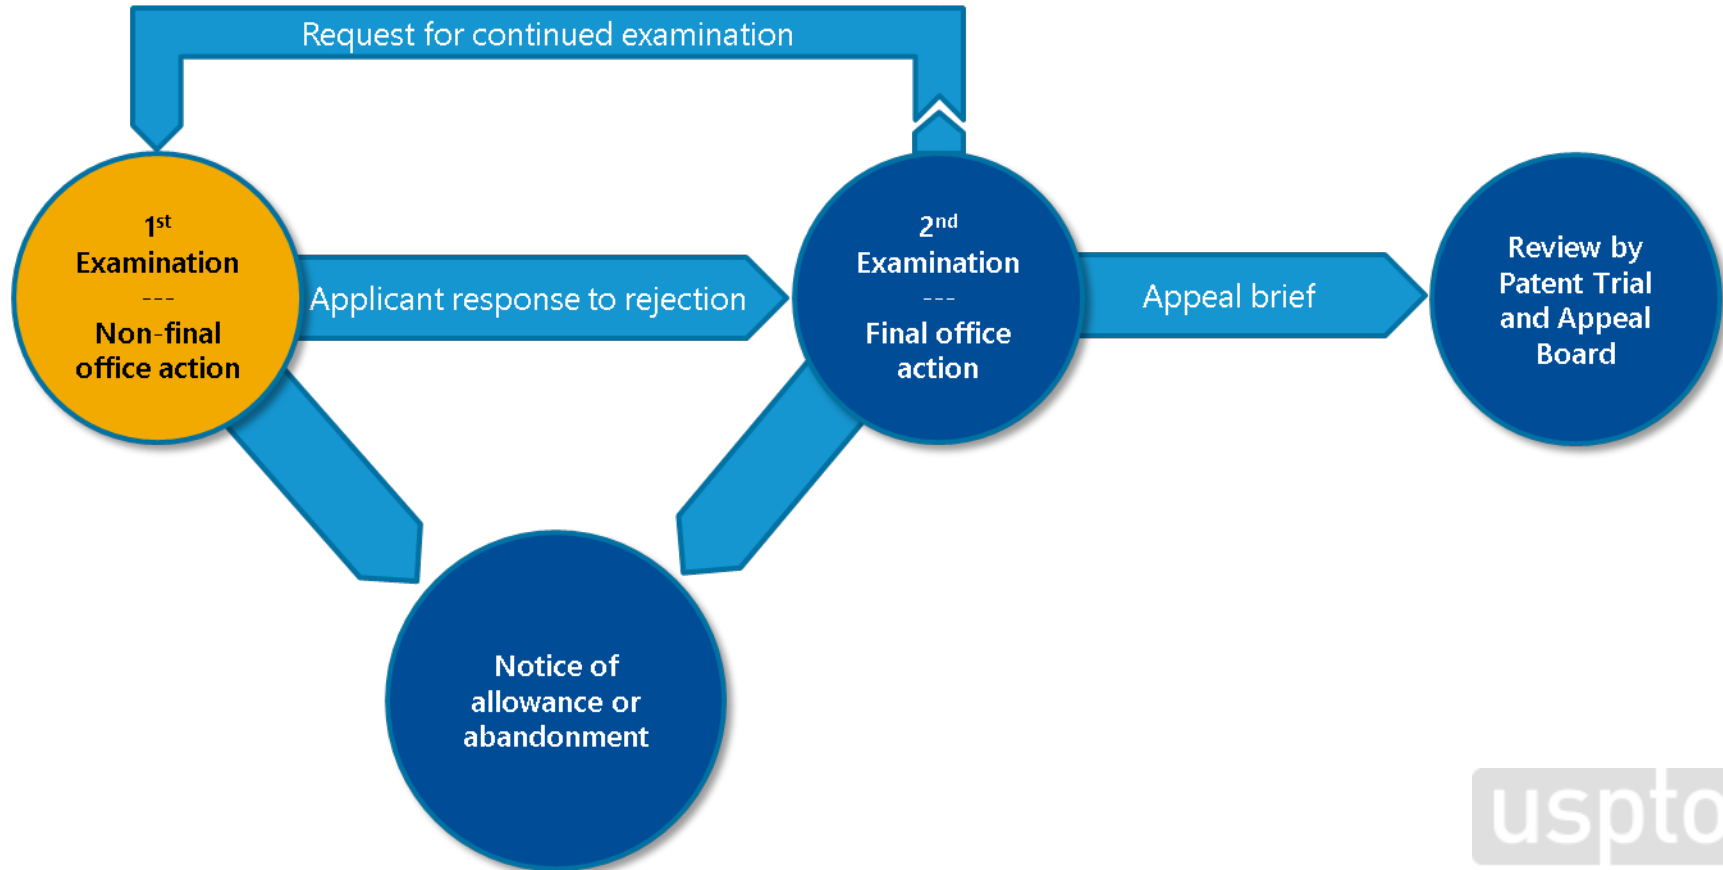 Request for continued examination
1st
Examination
---
Non-final
office action
Applicant response to rejection
2nd
Examination
---
Final office
action
Appeal brief
Review by
Patent Trial
and Appeal
Board
Notice of
allowance or
abandonment
uspto